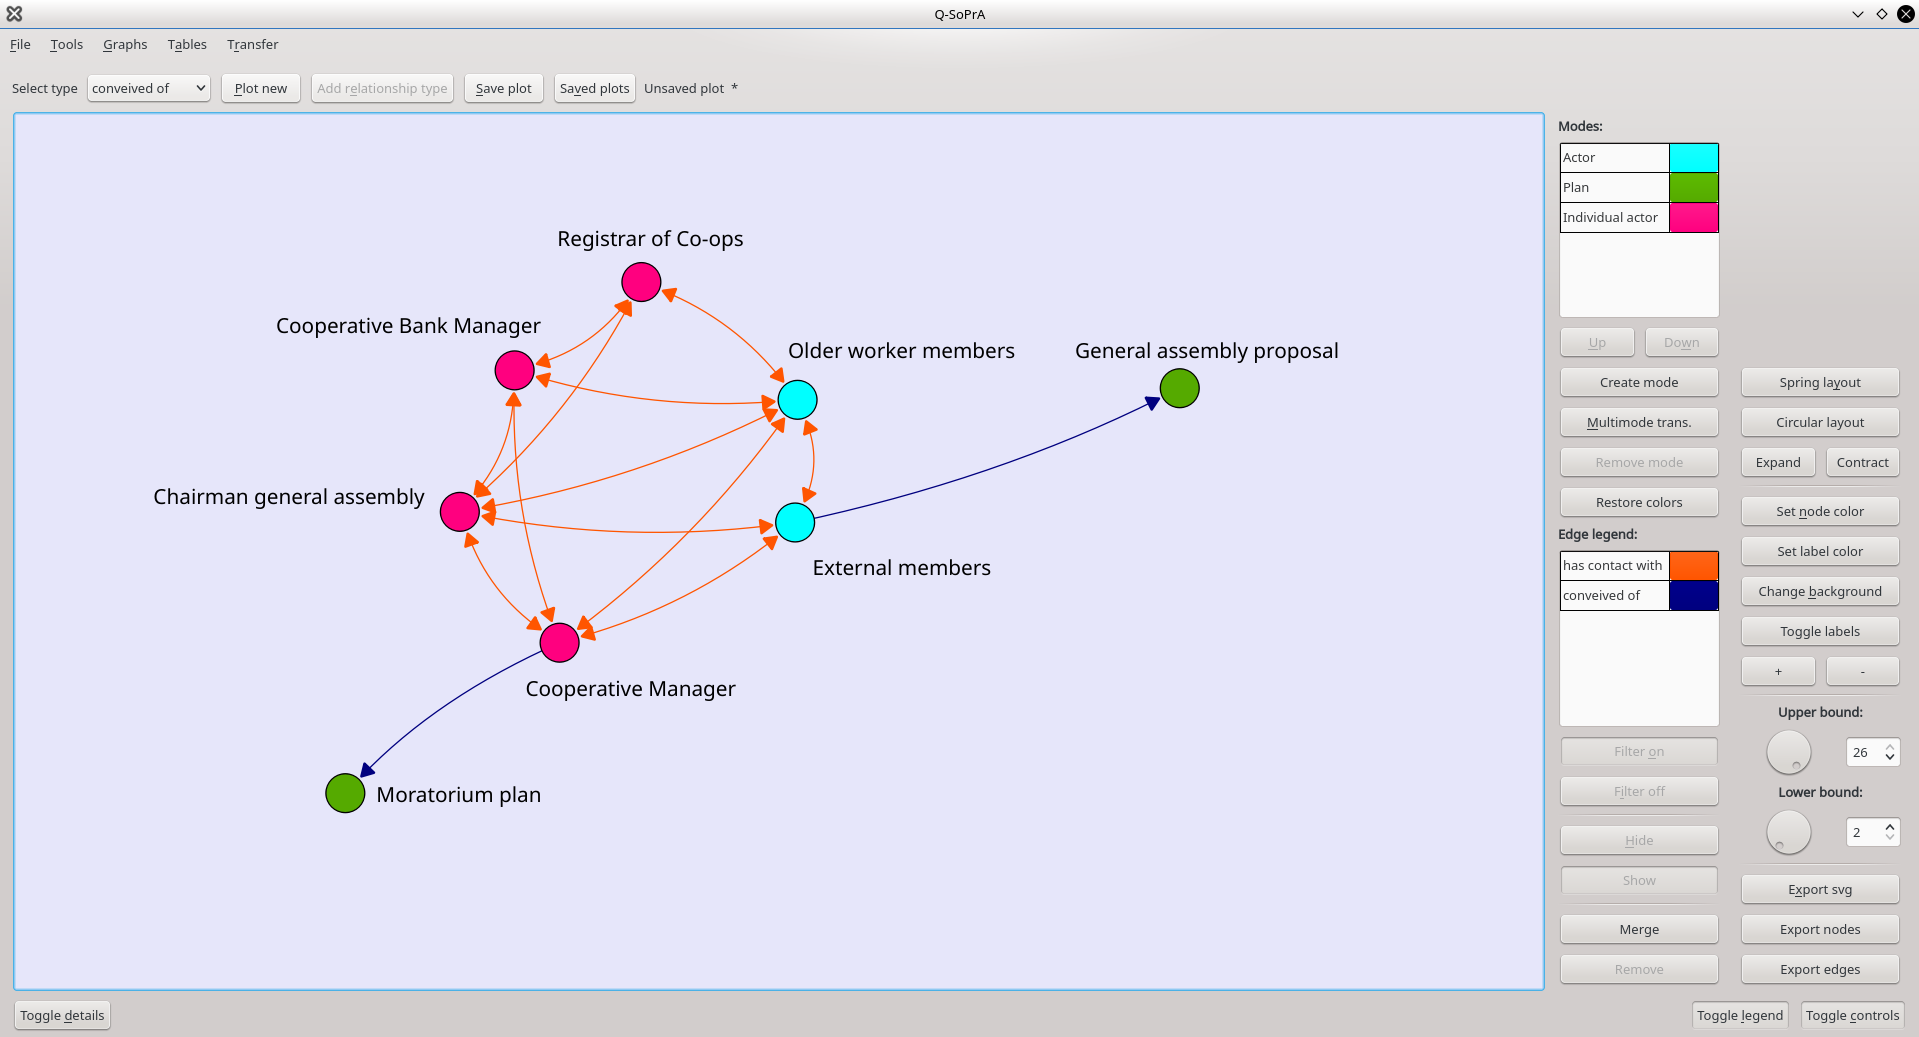 Q-SoPrA
File Tools Graphs Tables Transfer
Select type conveived of Plot new Add relationship type Save plot Saved plots Unsaved plot *
Registrar of Co-ops
Cooperative Bank Manager
Older worker members
General assembly proposal
Chairman general assembly
External members
Cooperative Manager
Moratorium plan
Modes:
Actor
Plan
Individual actor
Up Down
Create mode
Multimode trans.
Remove mode
Restore colors
Edge legend:
has contact with
conveived of
Filter on
Filter off
Hide
Show
Merge
Remove
Spring layout
Circular layout
Expand Contract
Set node color
Set label color
Change background
Toggle labels
+ -
Upper bound:
26
Lower bound:
2
Export svg
Export nodes
Export edges
Toggle details
Toggle legend Toggle controls